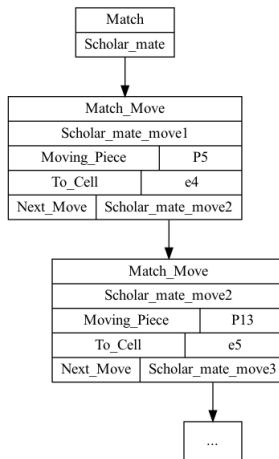 Match
Scholar_mate
Match_Move
Scholar_mate_move1
Moving_Piece P5
To_Cell e4
Next_Move Scholar_mate_move2
Match_Move
Scholar_mate_move2
Moving_Piece P13
To_Cell e5
Next_Move Scholar_mate_move3
...